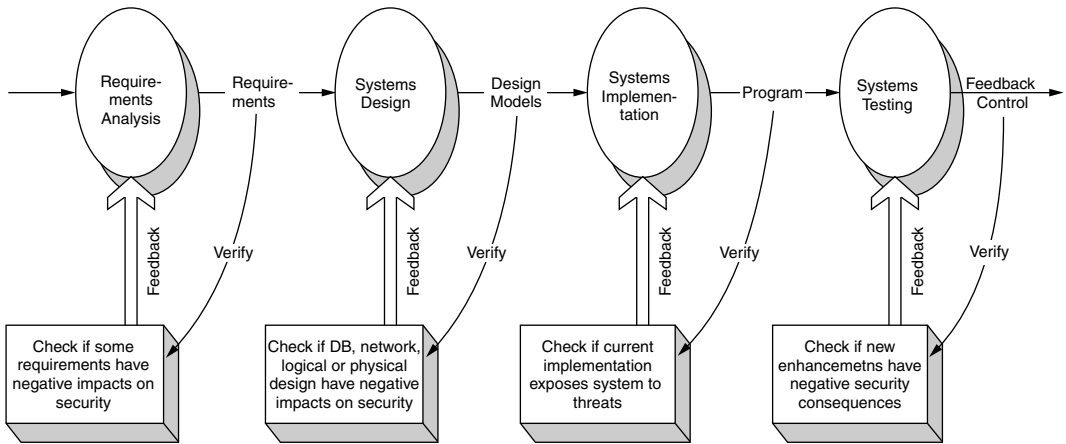 Require-
ments
Analysis
Require-
ments
Systems
Design
Design
Models
Systems
Implemen-
tation
Program
Systems
Testing
Feedback
Control
Feedback
Verify
Feedback
Verify
Feedback
Verify
Feedback
Verify
Check if some
requirements have
negative impacts on
security
Check if DB, network,
logical or physical
design have negative
impacts on security
Check if current
implementation
exposes system to
threats
Check if new
enhancemetns have
negative security
consequences